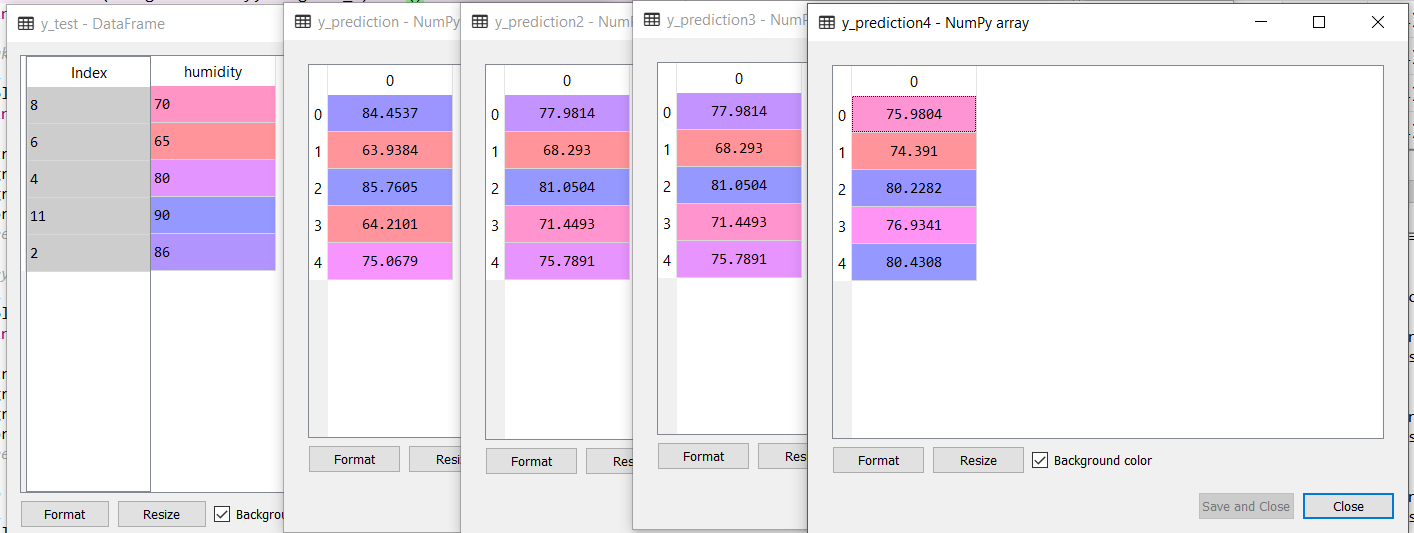 y_test - DataFrame
Index humidity
8 70
6 65
4 80
11 90
2 86
Format Resize
y_prediction - NumPy
0
0 84.4537
1 63.9384
2 85.7605
3 64.2101
4 75.0679
Format
y_prediction2 - Num
0
0 77.9814
1 68.293
2 81.0504
3 71.4493
4 75.7891
Format
y_prediction3 - NumP
0
0 77.9814
1 68.293
2 81.0504
3 71.4493
4 75.7891
Format
y_prediction4 - NumPy array
0
0 75.9804
1 74.391
2 80.2282
3 76.9341
4 80.4308
Format Resize Background color
Save and Close Close